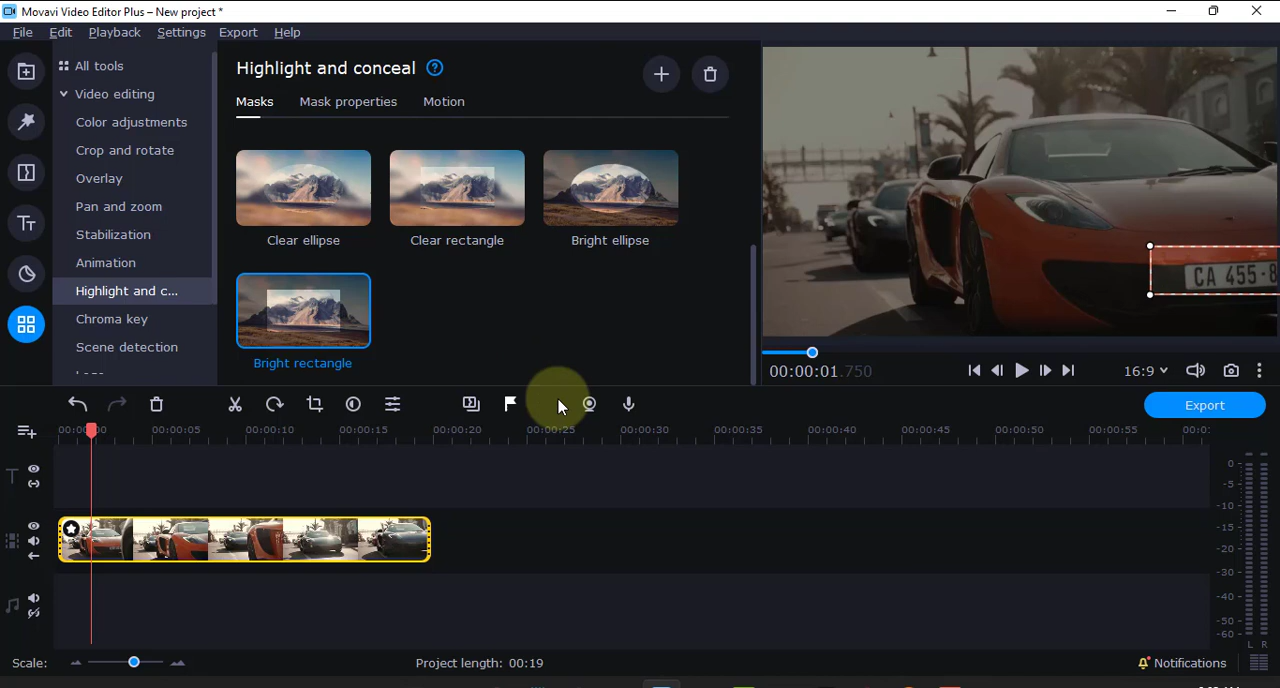 Movavi Video Editor Plus – New project *
File Edit Playback Settings Export Help
All tools
Video editing
Color adjustments
Crop and rotate
Overlay
Pan and zoom
Stabilization
Animation
Highlight and c...
Chroma key
Scene detection
Highlight and conceal ?
Masks Mask properties Motion
Clear ellipse Clear rectangle Bright ellipse
Bright rectangle
CA 455-8
00:00:01.750
16:9
Export
00:00:05 00:00:10 00:00:15 00:00:20 00:00:25 00:00:30 00:00:35 00:00:40 00:00:45 00:00:50 00:00:55
0
-5
-10
-15
-20
-30
-40
-50
-60
L R
Scale:
Project length: 00:19
Notifications